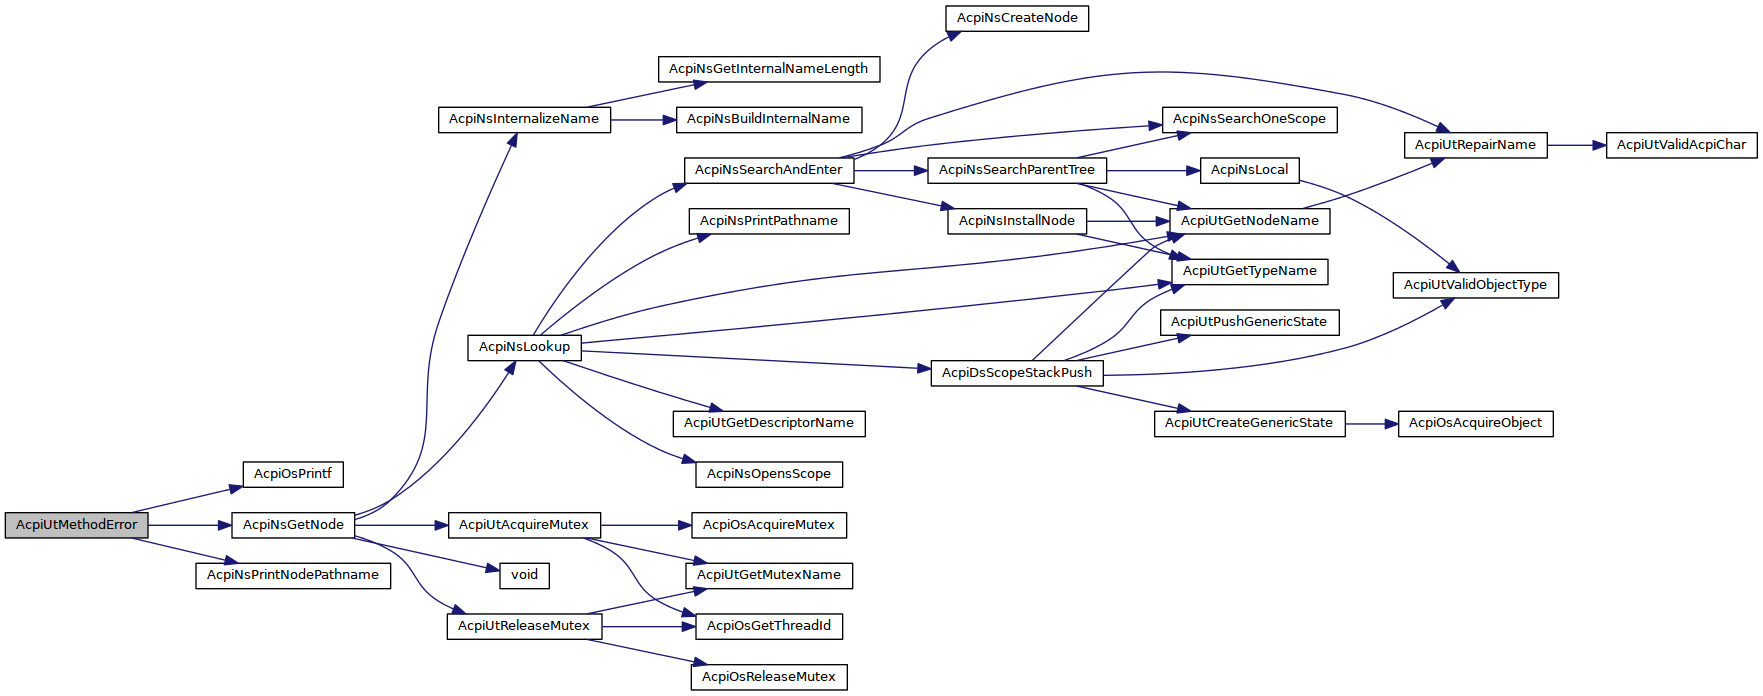 AcpiNsCreateNode
AcpiNsGetInternalNameLength
AcpiNsInternalizeName
AcpiNsBuildInternalName
AcpiNsSearchOneScope
AcpiUtRepairName
AcpiUtValidAcpiChar
AcpiNsSearchAndEnter
AcpiNsSearchParentTree
AcpiNsLocal
AcpiNsPrintPathname
AcpiNsInstallNode
AcpiUtGetNodeName
AcpiUtGetTypeName
AcpiUtValidObjectType
AcpiUtPushGenericState
AcpiNsLookup
AcpiDsScopeStackPush
AcpiUtGetDescriptorName
AcpiUtCreateGenericState
AcpiOsAcquireObject
AcpiOsPrintf
AcpiNsOpensScope
AcpiUtMethodError
AcpiNsGetNode
AcpiUtAcquireMutex
AcpiOsAcquireMutex
AcpiNsPrintNodePathname
void
AcpiUtGetMutexName
AcpiUtReleaseMutex
AcpiOsGetThreadId
AcpiOsReleaseMutex